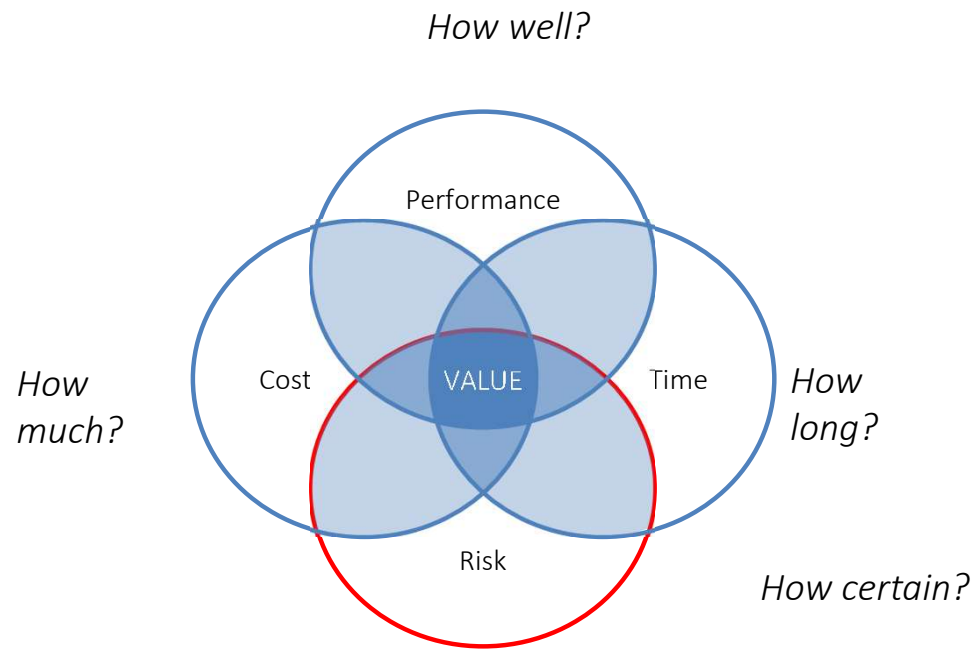 How well?
Performance
How
much?
Cost
VALUE
Time
How
long?
Risk
How certain?